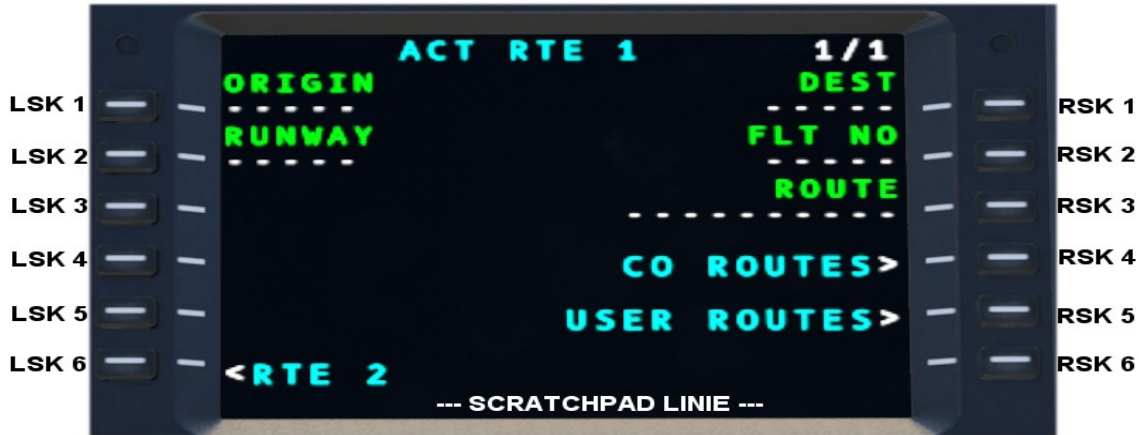 ACT RTE 1 1/1
ORIGIN DEST
LSK 1 ----- ----- RSK 1
RUNWAY FLT NO
LSK 2 ----- ----- RSK 2
ROUTE
LSK 3 ---------- RSK 3
LSK 4 CO ROUTES> RSK 4
LSK 5 USER ROUTES> RSK 5
LSK 6 <RTE 2 RSK 6
--- SCRATCHPAD LINIE ---